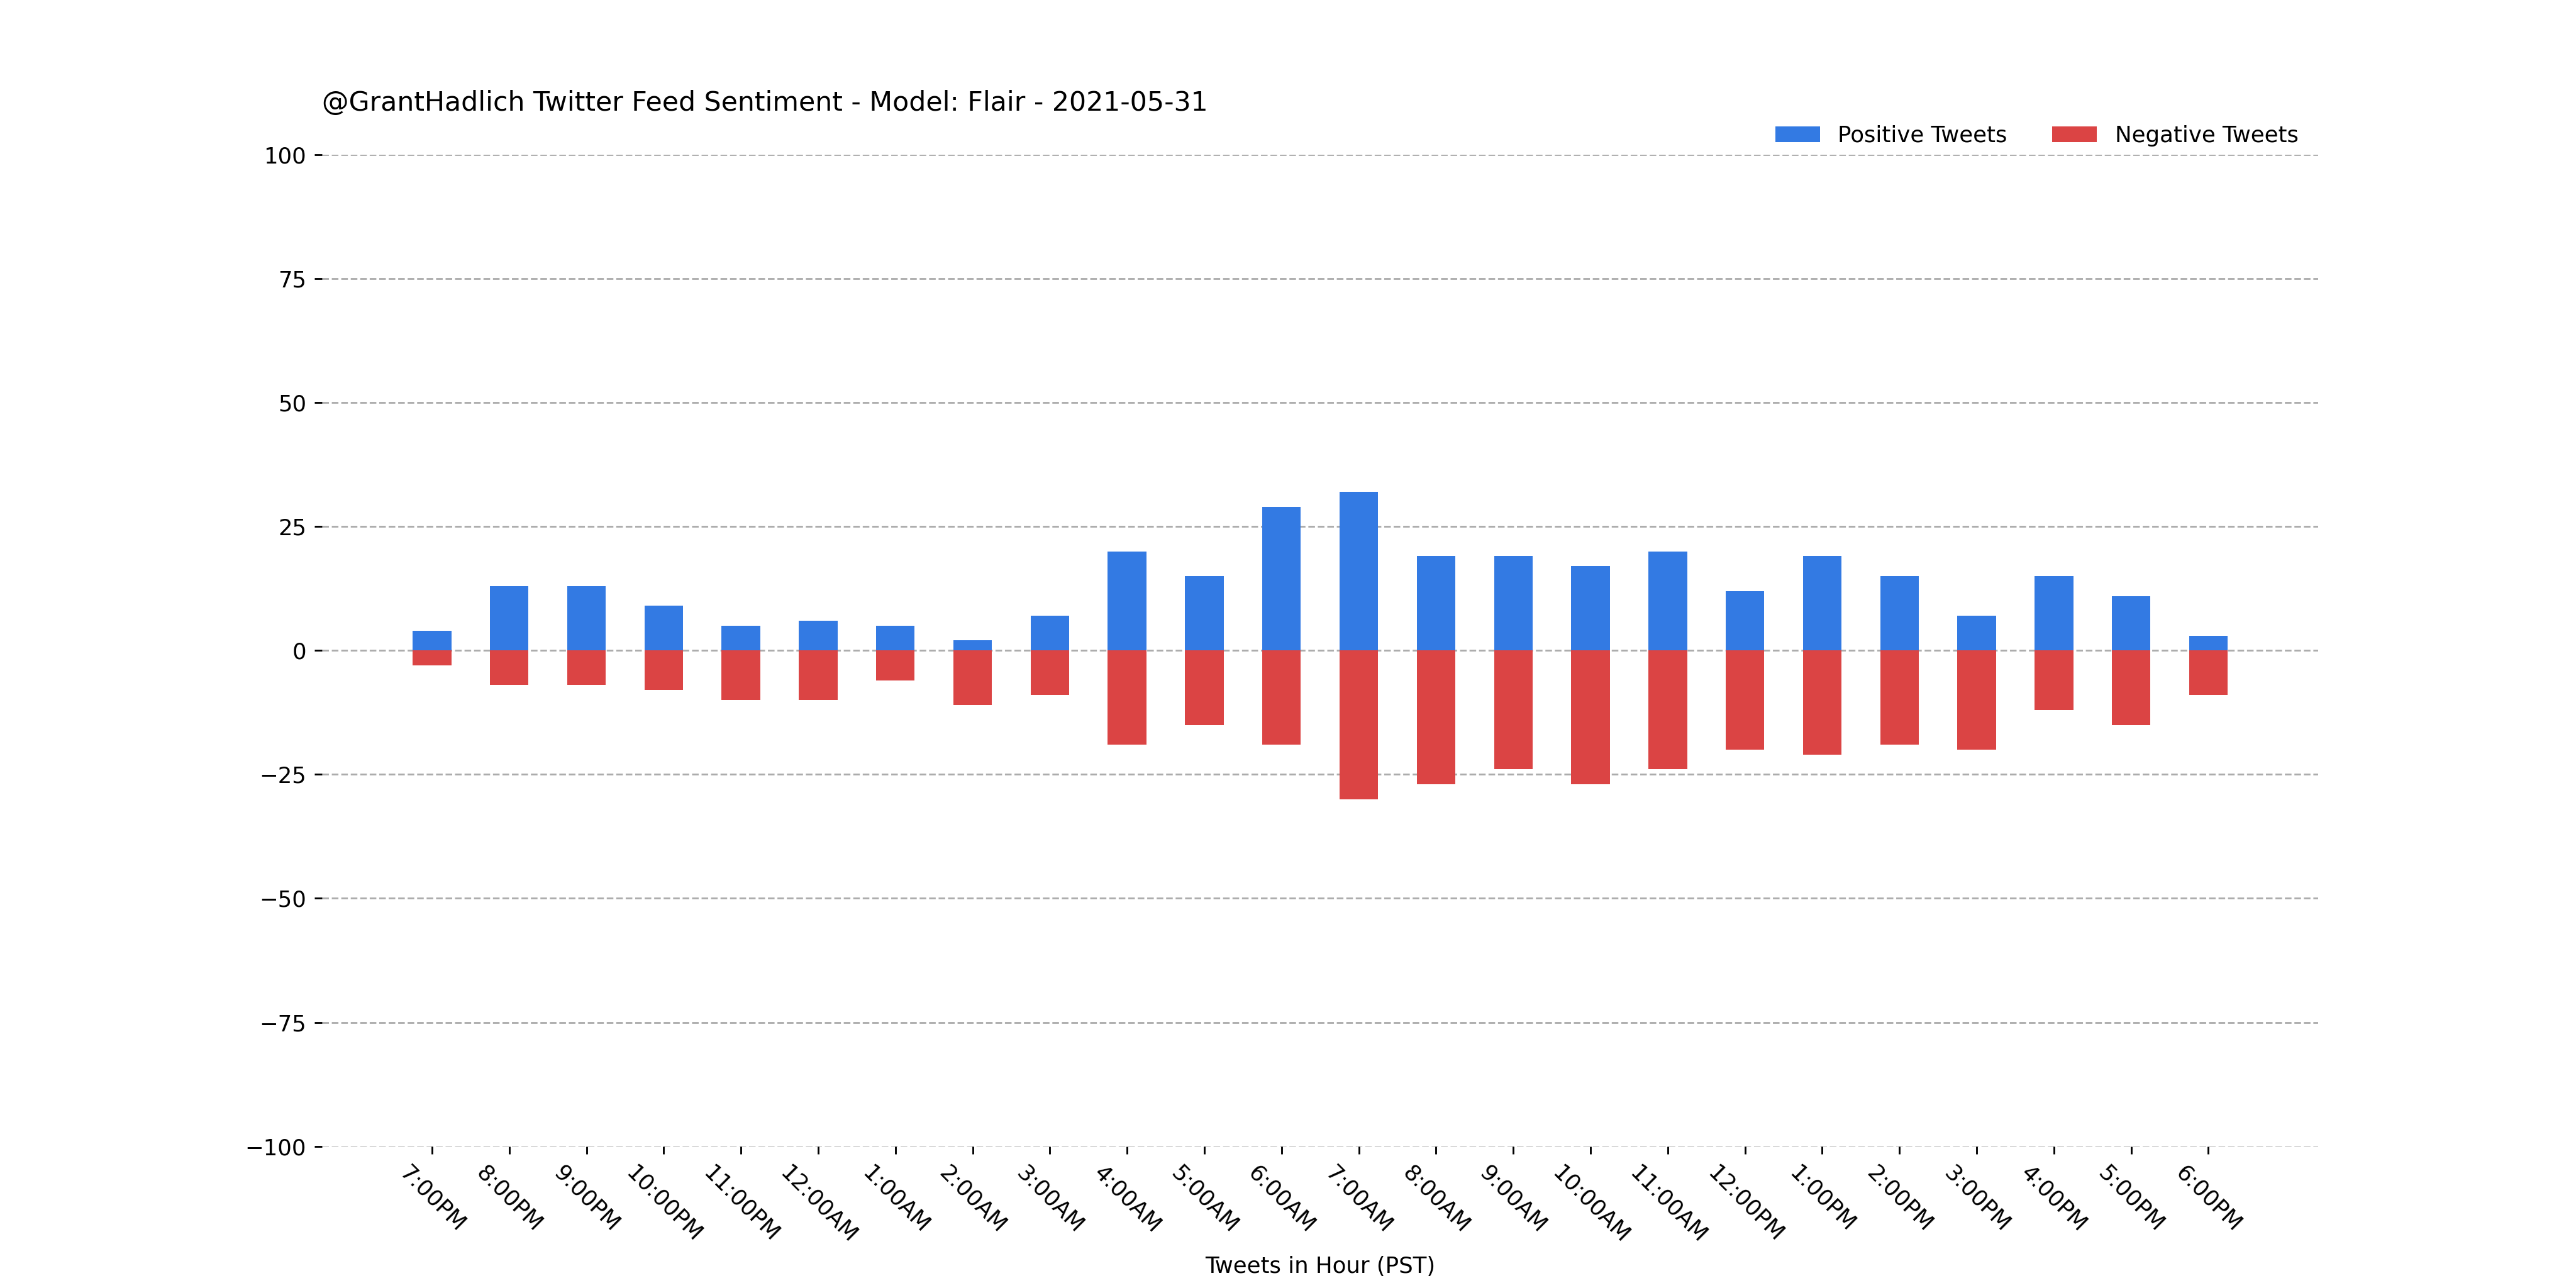 @GrantHadlich Twitter Feed Sentiment - Model: Flair - 2021-05-31
Positive Tweets
Negative Tweets
100
75
50
25
0
−25
−50
−75
−100
7:00PM
8:00PM
9:00PM
10:00PM
11:00PM
12:00AM
1:00AM
2:00AM
3:00AM
4:00AM
5:00AM
6:00AM
7:00AM
8:00AM
9:00AM
10:00AM
11:00AM
12:00PM
1:00PM
2:00PM
3:00PM
4:00PM
5:00PM
6:00PM
Tweets in Hour (PST)